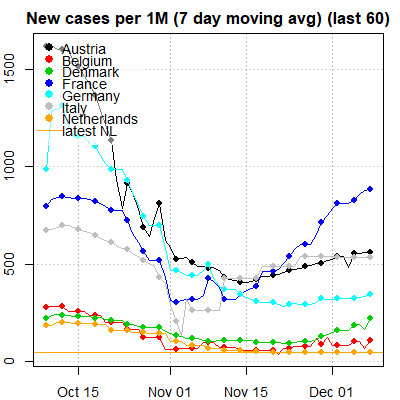 New cases per 1M (7 day moving avg) (last 60)
Austria
Belgium
Denmark
France
Germany
Italy
Netherlands
latest NL
1500
1000
500
0
Oct 15
Nov 01
Nov 15
Dec 01